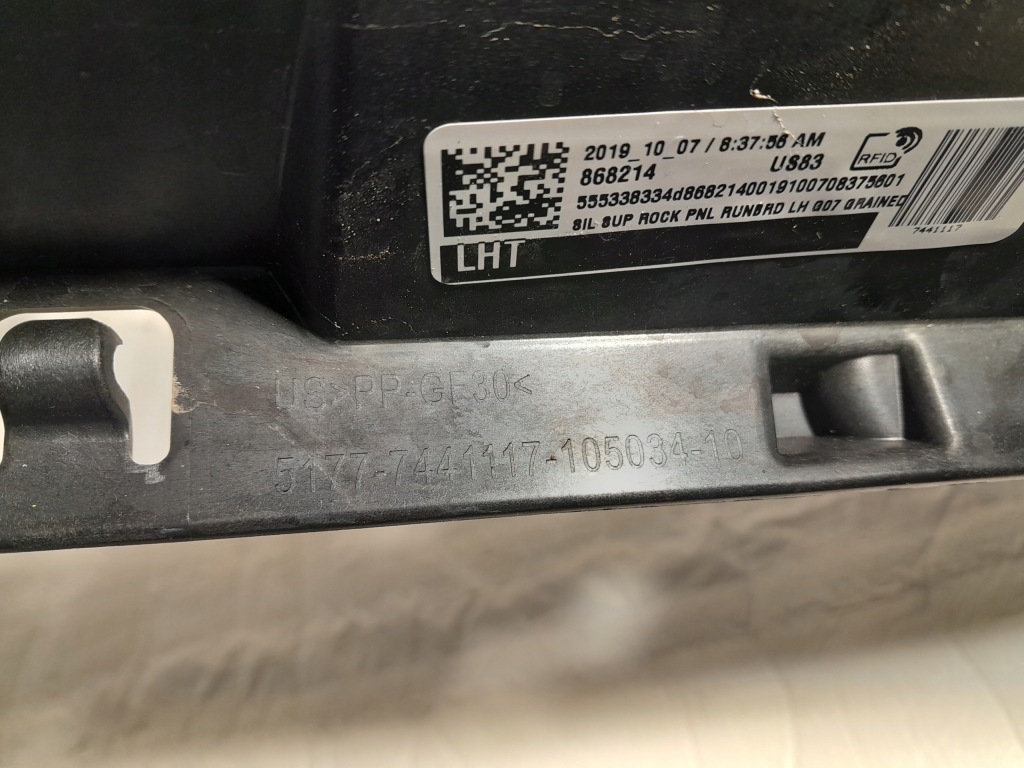 2019_10_07 / 8:37:56 AM
868214 US83
RFID
555338334d8682140019100708375601
SIL SUP ROCK PNL RUNBRD LH G07 GRAINED
7441117
LHT
US >PP-GF30<
5177-7441117-105034-10